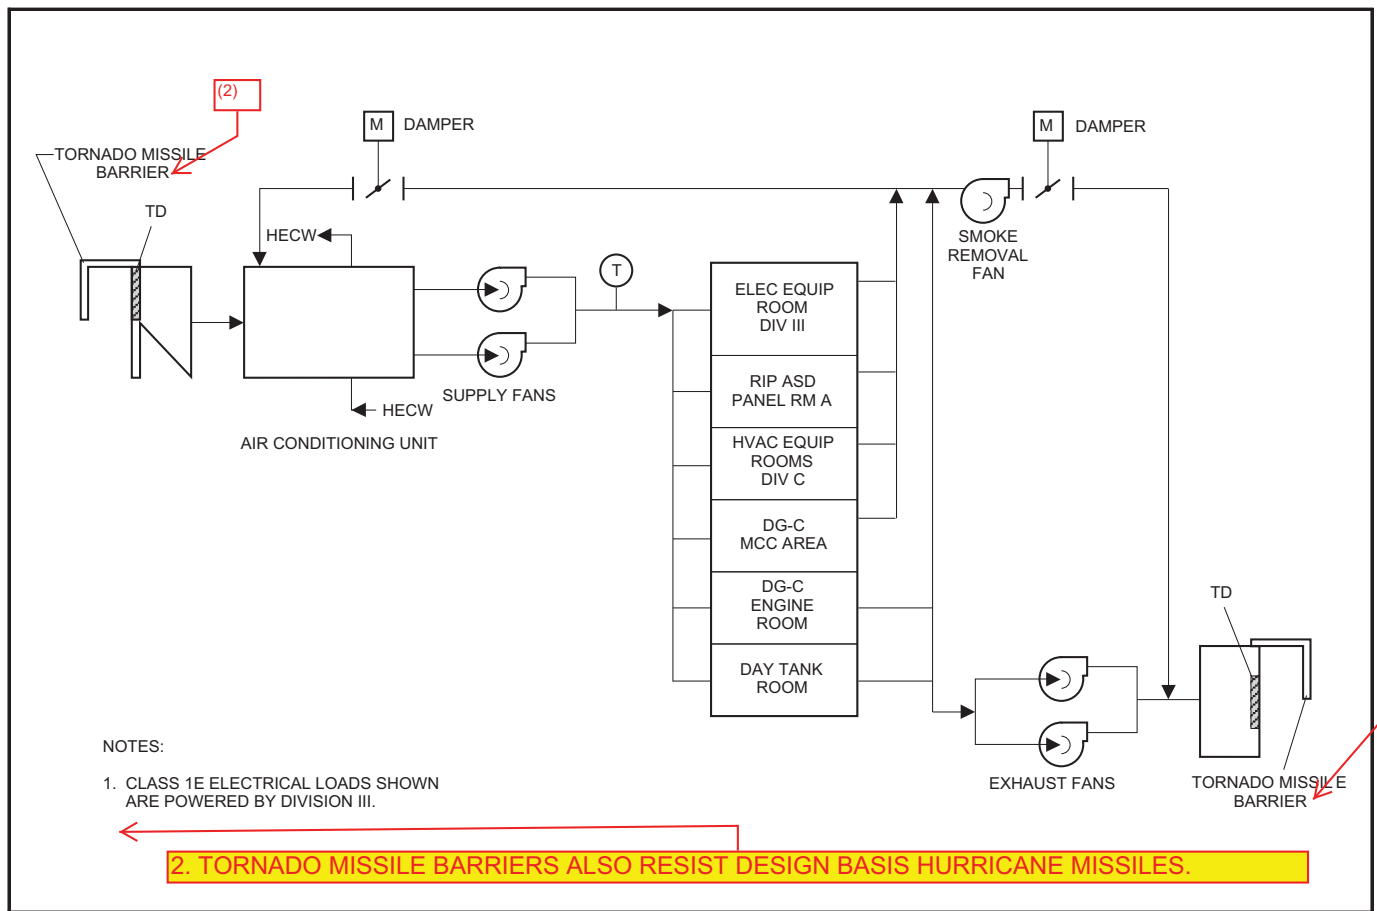 (2)
M DAMPER
M DAMPER
TORNADO MISSILE
BARRIER
TD
HECW
T
SMOKE
REMOVAL
FAN
ELEC EQUIP
ROOM
DIV III
RIP ASD
PANEL RM A
SUPPLY FANS
HECW
AIR CONDITIONING UNIT
HVAC EQUIP
ROOMS
DIV C
DG-C
MCC AREA
DG-C
ENGINE
ROOM
DAY TANK
ROOM
TD
EXHAUST FANS
TORNADO MISSILE
BARRIER
NOTES:
1. CLASS 1E ELECTRICAL LOADS SHOWN
ARE POWERED BY DIVISION III.
2. TORNADO MISSILE BARRIERS ALSO RESIST DESIGN BASIS HURRICANE MISSILES.